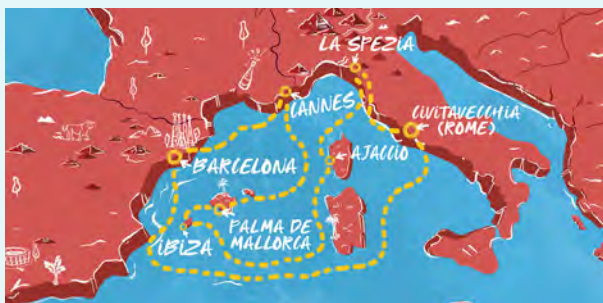 LA SPEZIA
CANNES
CIVITAVECCHIA
(ROME)
BARCELONA
AJACCIO
PALMA DE
MALLORCA
IBIZA